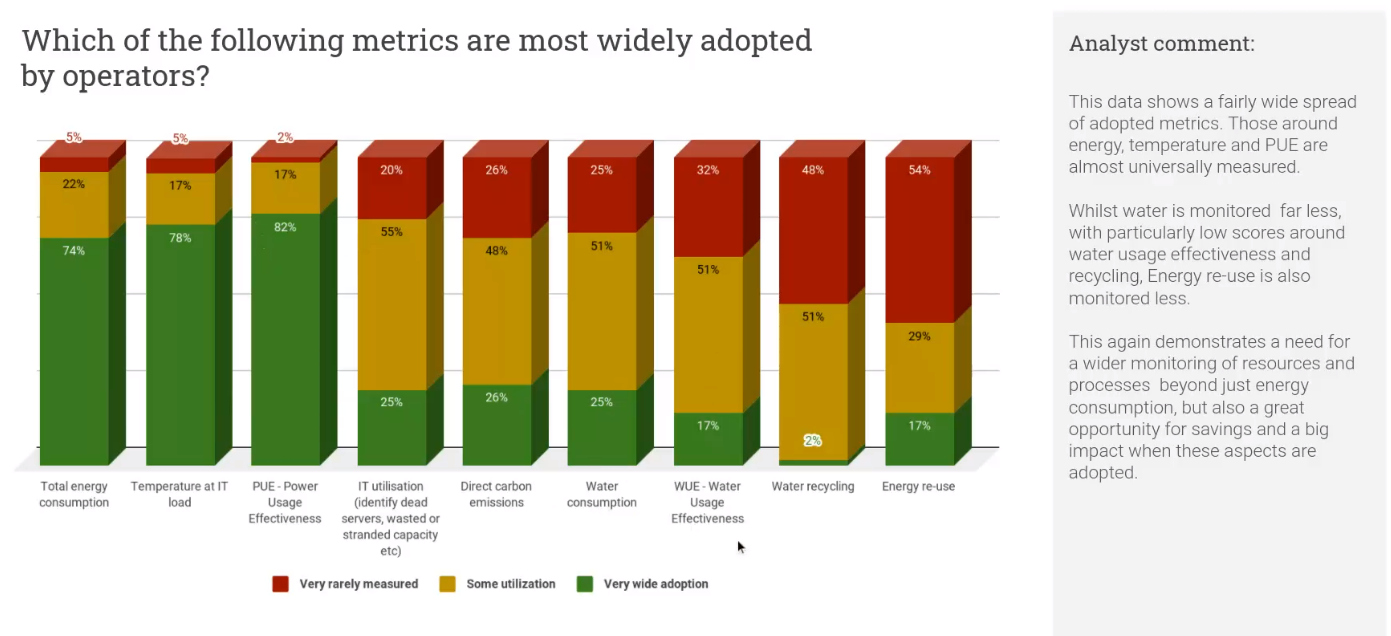 Which of the following metrics are most widely adopted
by operators?
5%
5%
2%
22%
17%
17%
20%
26%
25%
32%
48%
54%
74%
78%
82%
55%
48%
51%
51%
51%
29%
25%
26%
25%
17%
2%
17%
Total energy
consumption
Temperature at IT
load
PUE - Power
Usage
Effectiveness
IT utilisation
(identify dead
servers, wasted or
stranded capacity
etc)
Direct carbon
emissions
Water
consumption
WUE - Water
Usage
Effectiveness
Water recycling
Energy re-use
Very rarely measured
Some utilization
Very wide adoption
Analyst comment:
This data shows a fairly wide spread
of adopted metrics. Those around
energy, temperature and PUE are
almost universally measured.
Whilst water is monitored  far less,
with particularly low scores around
water usage effectiveness and
recycling, Energy re-use is also
monitored less.
This again demonstrates a need for
a wider monitoring of resources and
processes  beyond just energy
consumption, but also a great
opportunity for savings and a big
impact when these aspects are
adopted.